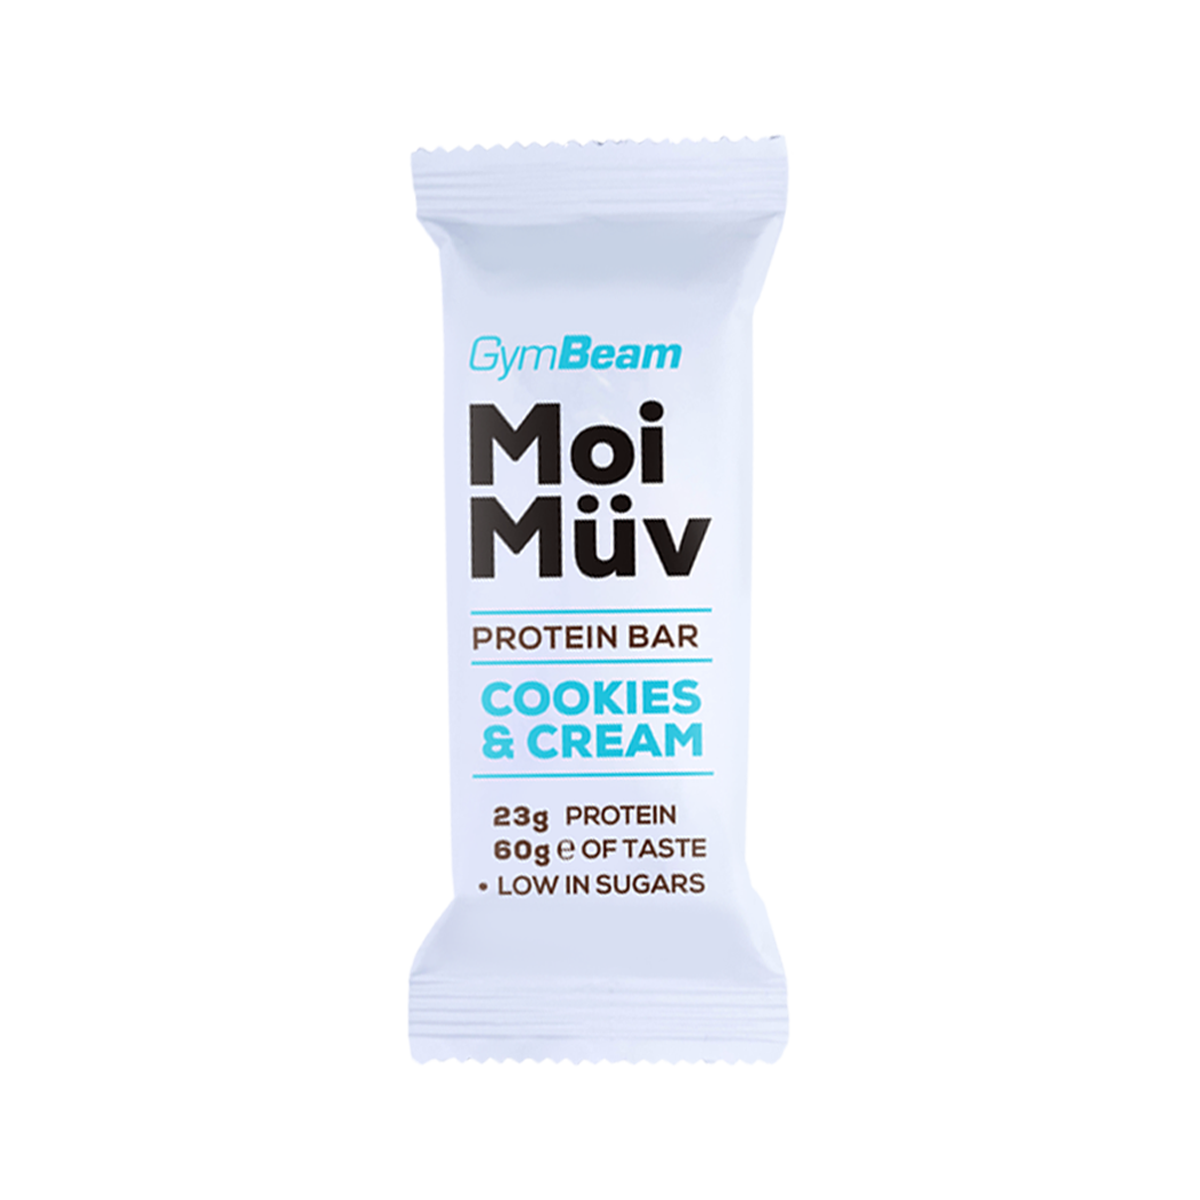 GymBeam
Moi
Müv
PROTEIN BAR
COOKIES
& CREAM
23g PROTEIN
60g ℮ OF TASTE
• LOW IN SUGARS